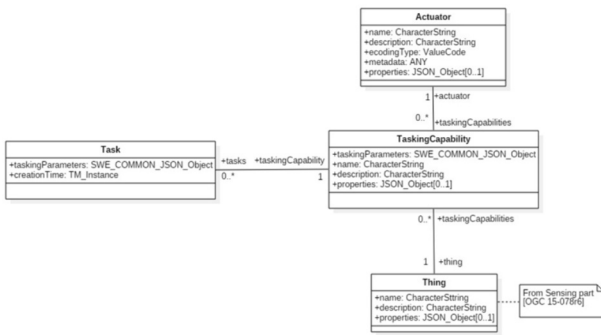 Actuator
+name: CharacterString
+description: CharacterString
+ecodingType: ValueCode
+metadata: ANY
+properties: JSON_Object[0..1]
1 +actuator
0..* +taskingCapabilities
TaskingCapability
+taskingParameters: SWE_COMMON_JSON_Object
+name: CharacterString
+description: CharacterString
+properties: JSON_Object[0..1]
Task
+taskingParameters: SWE_COMMON_JSON_Object
+creationTime: TM_Instance
+tasks +taskingCapability
0..* 1
0..* +taskingCapabilities
1 +thing
Thing
+name: CharacterSttring
+description: CharacterString
+properties: JSON_Object[0..1]
From Sensing part
[OGC 15-078r6]